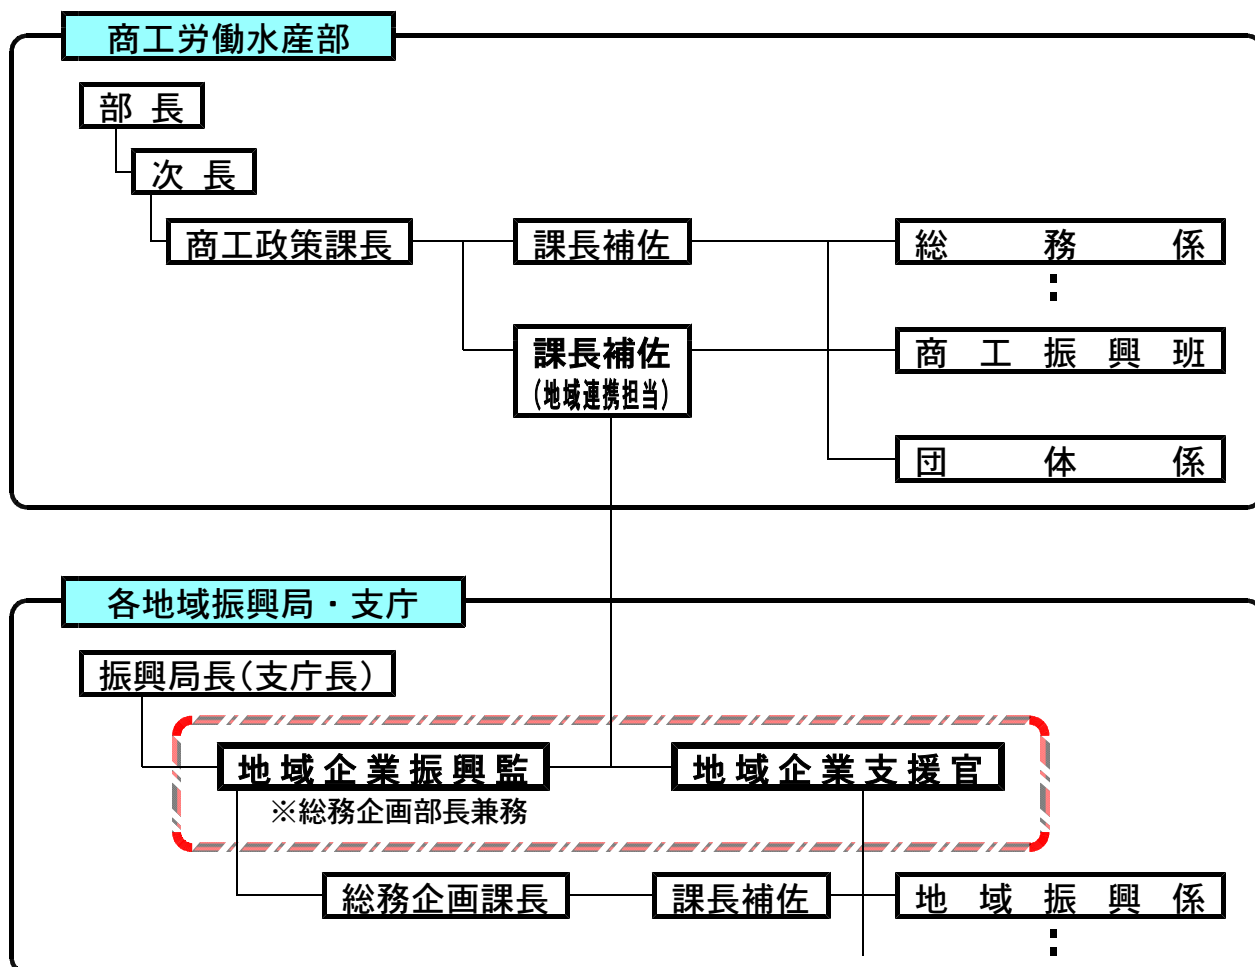 商工労働水産部
部長
次長
商工政策課長
課長補佐
総務係
課長補佐
(地域連携担当)
商工振興班
団体係
各地域振興局・支庁
振興局長(支庁長)
地域企業振興監
地域企業支援官
※総務企画部長兼務
総務企画課長
課長補佐
地域振興係